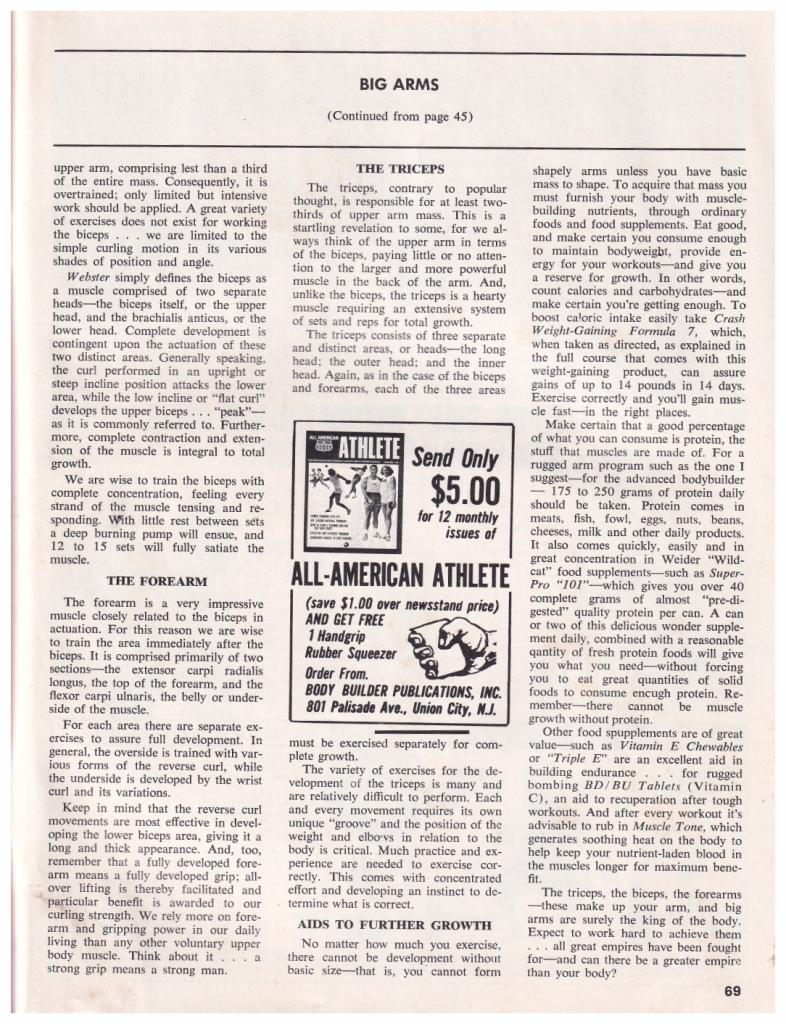 BIG ARMS
(Continued from page 45)
upper arm, comprising lest than a third
of the entire mass. Consequently, it is
overtrained; only limited but intensive
work should be applied. A great variety
of exercises does not exist for working
the biceps . . . we are limited to the
simple curling motion in its various
shades of position and angle.
Webster simply defines the biceps as
a muscle comprised of two separate
heads—the biceps itself, or the upper
head, and the brachialis anticus, or the
lower head. Complete development is
contingent upon the actuation of these
two distinct areas. Generally speaking,
the curl performed in an upright or
steep incline position attacks the lower
area, while the low incline or "flat curl"
develops the upper biceps . . . "peak"—
as it is commonly referred to. Further-
more, complete contraction and exten-
sion of the muscle is integral to total
growth.
We are wise to train the biceps with
complete concentration, feeling every
strand of the muscle tensing and re-
sponding. With little rest between sets
a deep burning pump will ensue, and
12 to 15 sets will fully satiate the
muscle.
THE FOREARM
The forearm is a very impressive
muscle closely related to the biceps in
actuation. For this reason we are wise
to train the area immediately after the
biceps. It is comprised primarily of two
sections—the extensor carpi radialis
longus, the top of the forearm, and the
flexor carpi ulnaris, the belly or under-
side of the muscle.
For each area there are separate ex-
ercises to assure full development. In
general, the overside is trained with var-
ious forms of the reverse curl, while
the underside is developed by the wrist
curl and its variations.
Keep in mind that the reverse curl
movements are most effective in devel-
oping the lower biceps area, giving it a
long and thick appearance. And, too,
remember that a fully developed fore-
arm means a fully developed grip; all-
over lifting is thereby facilitated and
particular benefit is awarded to our
curling strength. We rely more on fore-
arm and gripping power in our daily
living than any other voluntary upper
body muscle. Think about it . . . a
strong grip means a strong man.
THE TRICEPS
The triceps, contrary to popular
thought, is responsible for at least two-
thirds of upper arm mass. This is a
startling revelation to some, for we al-
ways think of the upper arm in terms
of the biceps, paying little or no atten-
tion to the larger and more powerful
muscle in the back of the arm. And,
unlike the biceps, the triceps is a hearty
muscle requiring an extensive system
of sets and reps for total growth.
The triceps consists of three separate
and distinct areas, or heads—the long
head; the outer head; and the inner
head. Again, as in the case of the biceps
and forearms, each of the three areas
ALL AMERICAN
ATHLETE
Send Only
$5.00
for 12 monthly
issues of
ALL-AMERICAN ATHLETE
(save $1.00 over newsstand price)
AND GET FREE
1 Handgrip
Rubber Squeezer
Order From.
BODY BUILDER PUBLICATIONS, INC.
801 Palisade Ave., Union City, N.J.
must be exercised separately for com-
plete growth.
The variety of exercises for the de-
velopment of the triceps is many and
are relatively difficult to perform. Each
and every movement requires its own
unique "groove" and the position of the
weight and elbovs in relation to the
body is critical. Much practice and ex-
perience are needed to exercise cor-
rectly. This comes with concentrated
effort and developing an instinct to de-
termine what is correct.
AIDS TO FURTHER GROWTH
No matter how much you exercise,
there cannot be development without
basic size—that is, you cannot form
shapely arms unless you have basic
mass to shape. To acquire that mass you
must furnish your body with muscle-
building nutrients, through ordinary
foods and food supplements. Eat good,
and make certain you consume enough
to maintain bodyweight, provide en-
ergy for your workouts—and give you
a reserve for growth. In other words,
count calories and carbohydrates—and
make certain you're getting enough. To
boost caloric intake easily take Crash
Weight-Gaining Formula 7, which,
when taken as directed, as explained in
the full course that comes with this
weight-gaining product, can assure
gains of up to 14 pounds in 14 days.
Exercise correctly and you'll gain mus-
cle fast—in the right places.
Make certain that a good percentage
of what you can consume is protein, the
stuff that muscles are made of. For a
rugged arm program such as the one I
suggest—for the advanced bodybuilder
— 175 to 250 grams of protein daily
should be taken. Protein comes in
meats, fish, fowl, eggs, nuts, beans,
cheeses, milk and other daily products.
It also comes quickly, easily and in
great concentration in Weider "Wild-
cat" food supplements—such as Super-
Pro "101"—which gives you over 40
complete grams of almost "pre-di-
gested" quality protein per can. A can
or two of this delicious wonder supple-
ment daily, combined with a reasonable
qantity of fresh protein foods will give
you what you need—without forcing
you to eat great quantities of solid
foods to consume encugh protein. Re-
member—there cannot be muscle
growth without protein.
Other food spupplements are of great
value—such as Vitamin E Chewables
or "Triple E" are an excellent aid in
building endurance . . . for rugged
bombing BD/BU Tablets (Vitamin
C), an aid to recuperation after tough
workouts. And after every workout it's
advisable to rub in Muscle Tone, which
generates soothing heat on the body to
help keep your nutrient-laden blood in
the muscles longer for maximum bene-
fit.
The triceps, the biceps, the forearms
—these make up your arm, and big
arms are surely the king of the body.
Expect to work hard to achieve them
. . . all great empires have been fought
for—and can there be a greater empire
than your body?
69